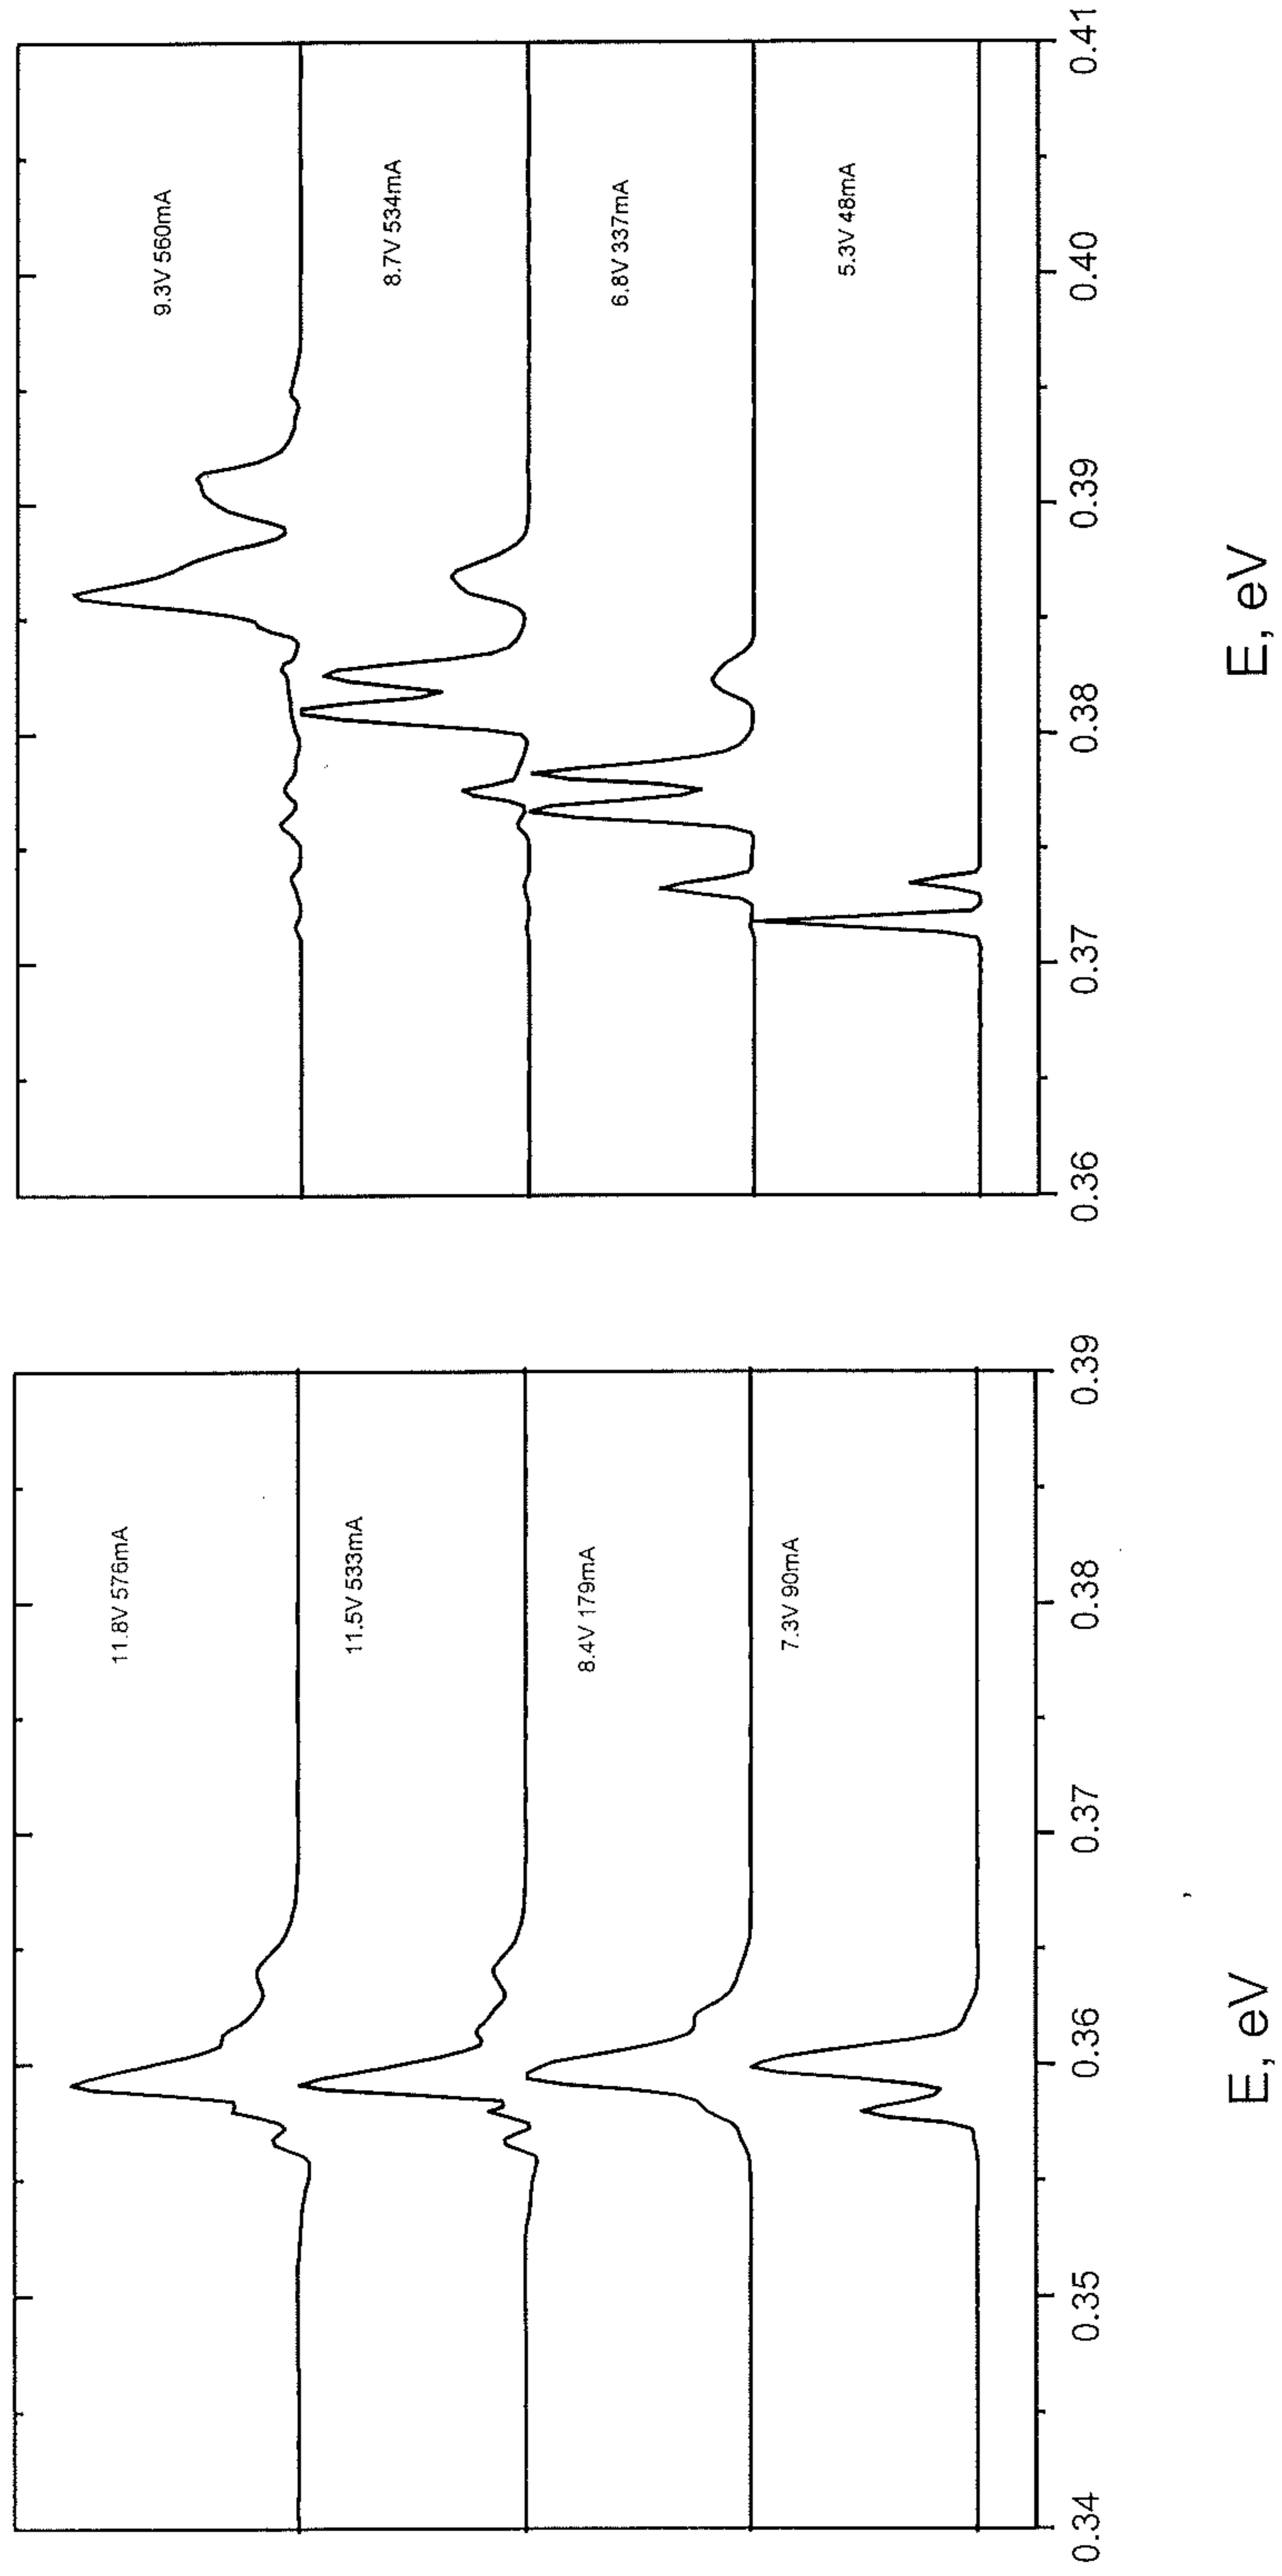 11.8V 576mA
11.5V 533mA
8.4V 179mA
7.3V 90mA
0.34
0.35
0.36
0.37
0.38
0.39
E, eV
9.3V 560mA
8.7V 534mA
6.8V 337mA
5.3V 48mA
0.36
0.37
0.38
0.39
0.40
0.41
E, eV